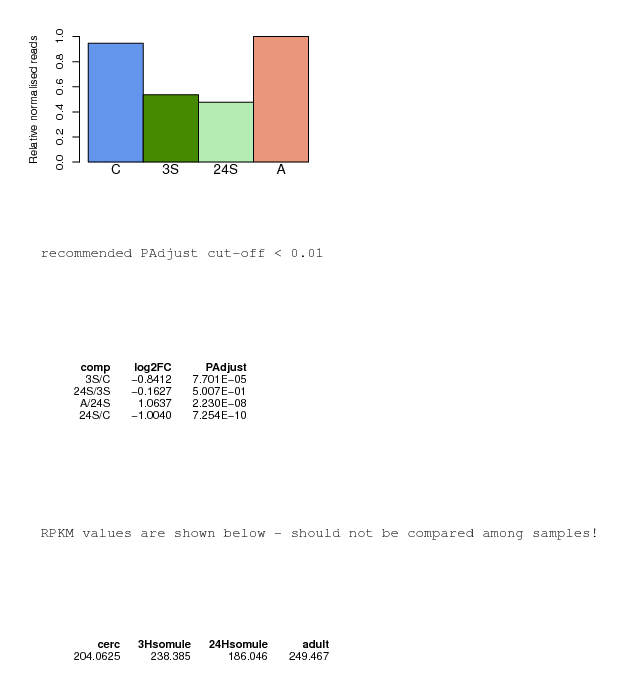 Relative normalised reads
1.0
0.8
0.6
0.4
0.2
0.0
C 3S 24S A
recommended PAdjust cut-off < 0.01
comp log2FC PAdjust
3S/C −0.8412 7.701E−05
24S/3S −0.1627 5.007E−01
A/24S 1.0637 2.230E−08
24S/C −1.0040 7.254E−10
RPKM values are shown below - should not be compared among samples!
cerc 3Hsomule 24Hsomule adult
204.0625 238.385 186.046 249.467